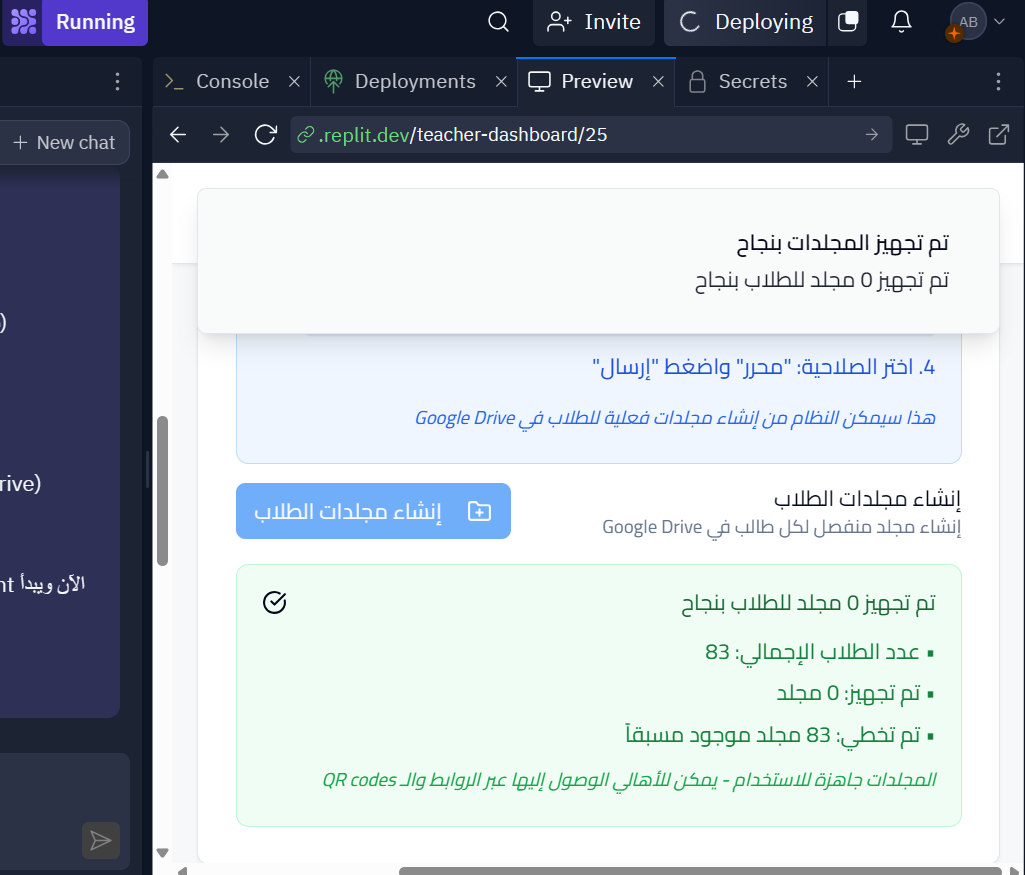 Running
Invite
Deploying
AB
Console
Deployments
Preview
Secrets
New chat
.replit.dev/teacher-dashboard/25
تم تجهيز المجلدات بنجاح
تم تجهيز 0 مجلد للطلاب بنجاح
4. اختر الصلاحية: "محرر" واضغط "إرسال"
هذا سيمكن النظام من إنشاء مجلدات فعلية للطلاب في Google Drive
إنشاء مجلدات الطلاب
إنشاء مجلد منفصل لكل طالب في Google Drive
إنشاء مجلدات الطلاب
تم تجهيز 0 مجلد للطلاب بنجاح
▪ عدد الطلاب الإجمالي: 83
▪ تم تجهيز: 0 مجلد
▪ تم تخطي: 83 مجلد موجود مسبقاً
المجلدات جاهزة للاستخدام - يمكن للأهالي الوصول إليها عبر الروابط والـ QR codes
)
rive)
الآن ويبدأ nt